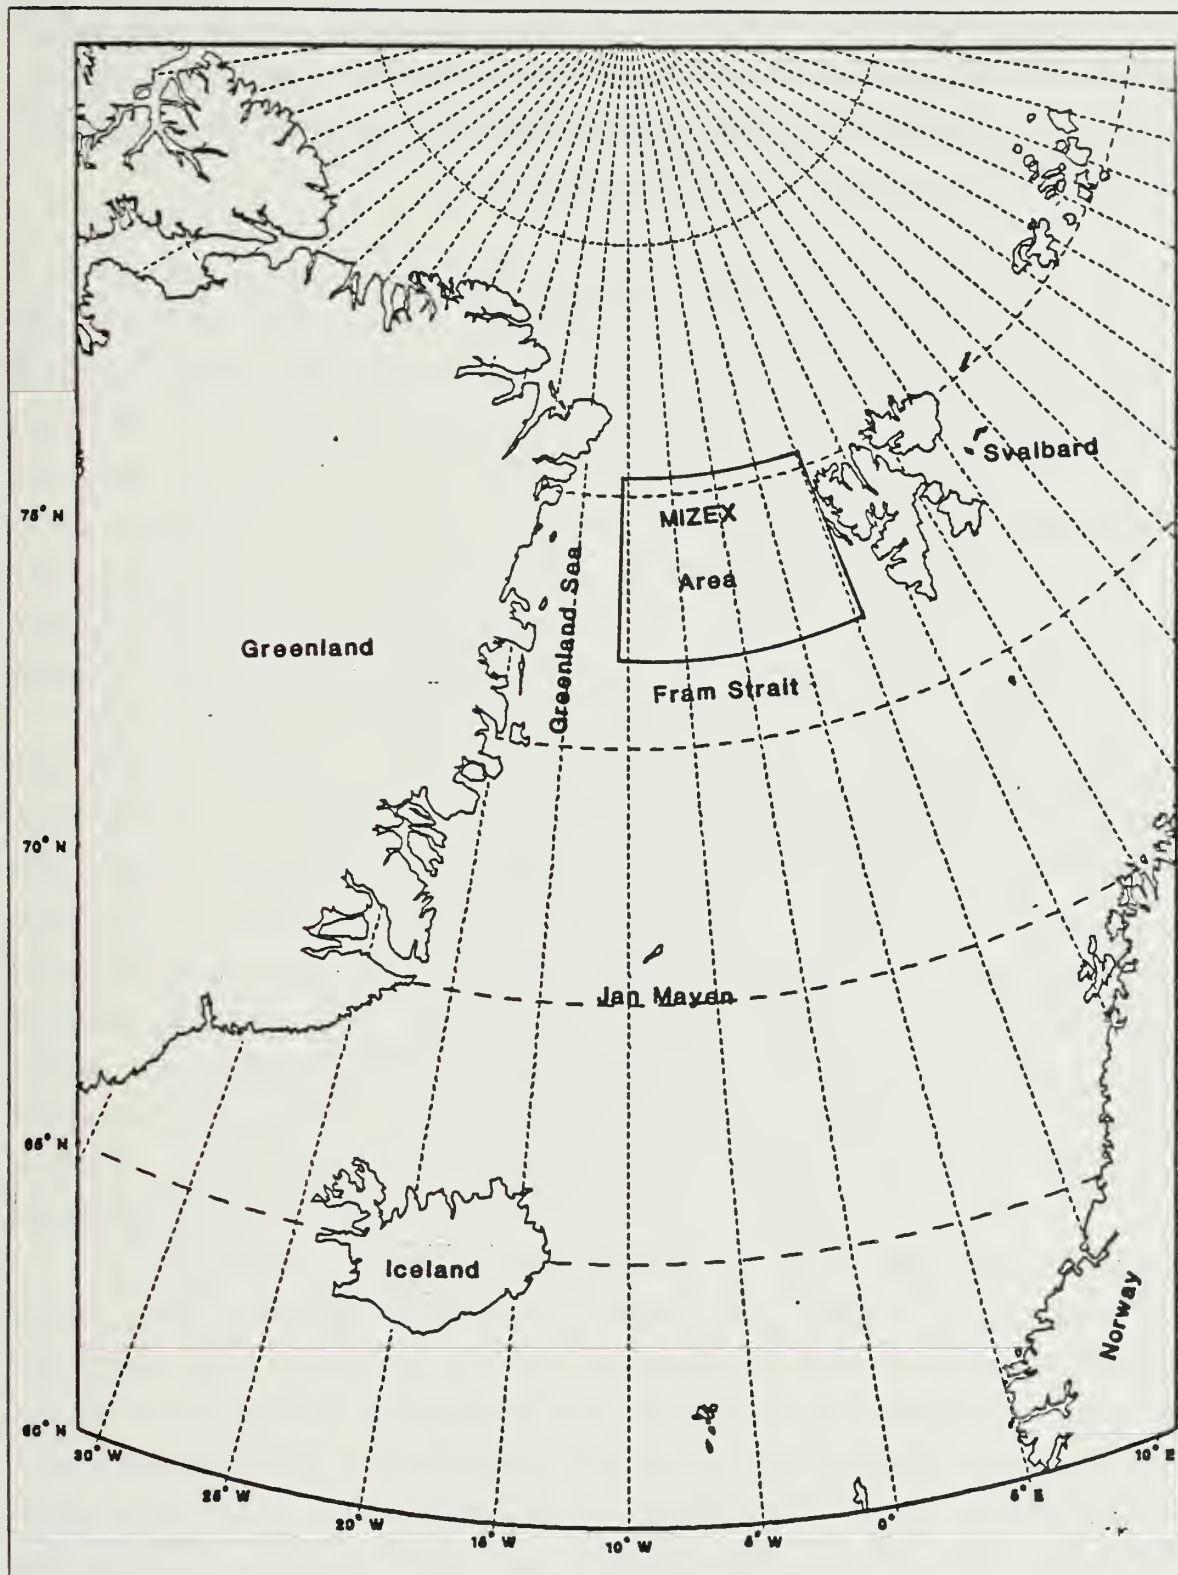 Svalbard
75° N
MIZEX
Area
Greenland Sea
Greenland
Fram Strait
70° N
Jan Mayen
65° N
Iceland
Norway
60° N
30° W
25° W
20° W
15° W
10° W
5° W
0°
5° E
10° E